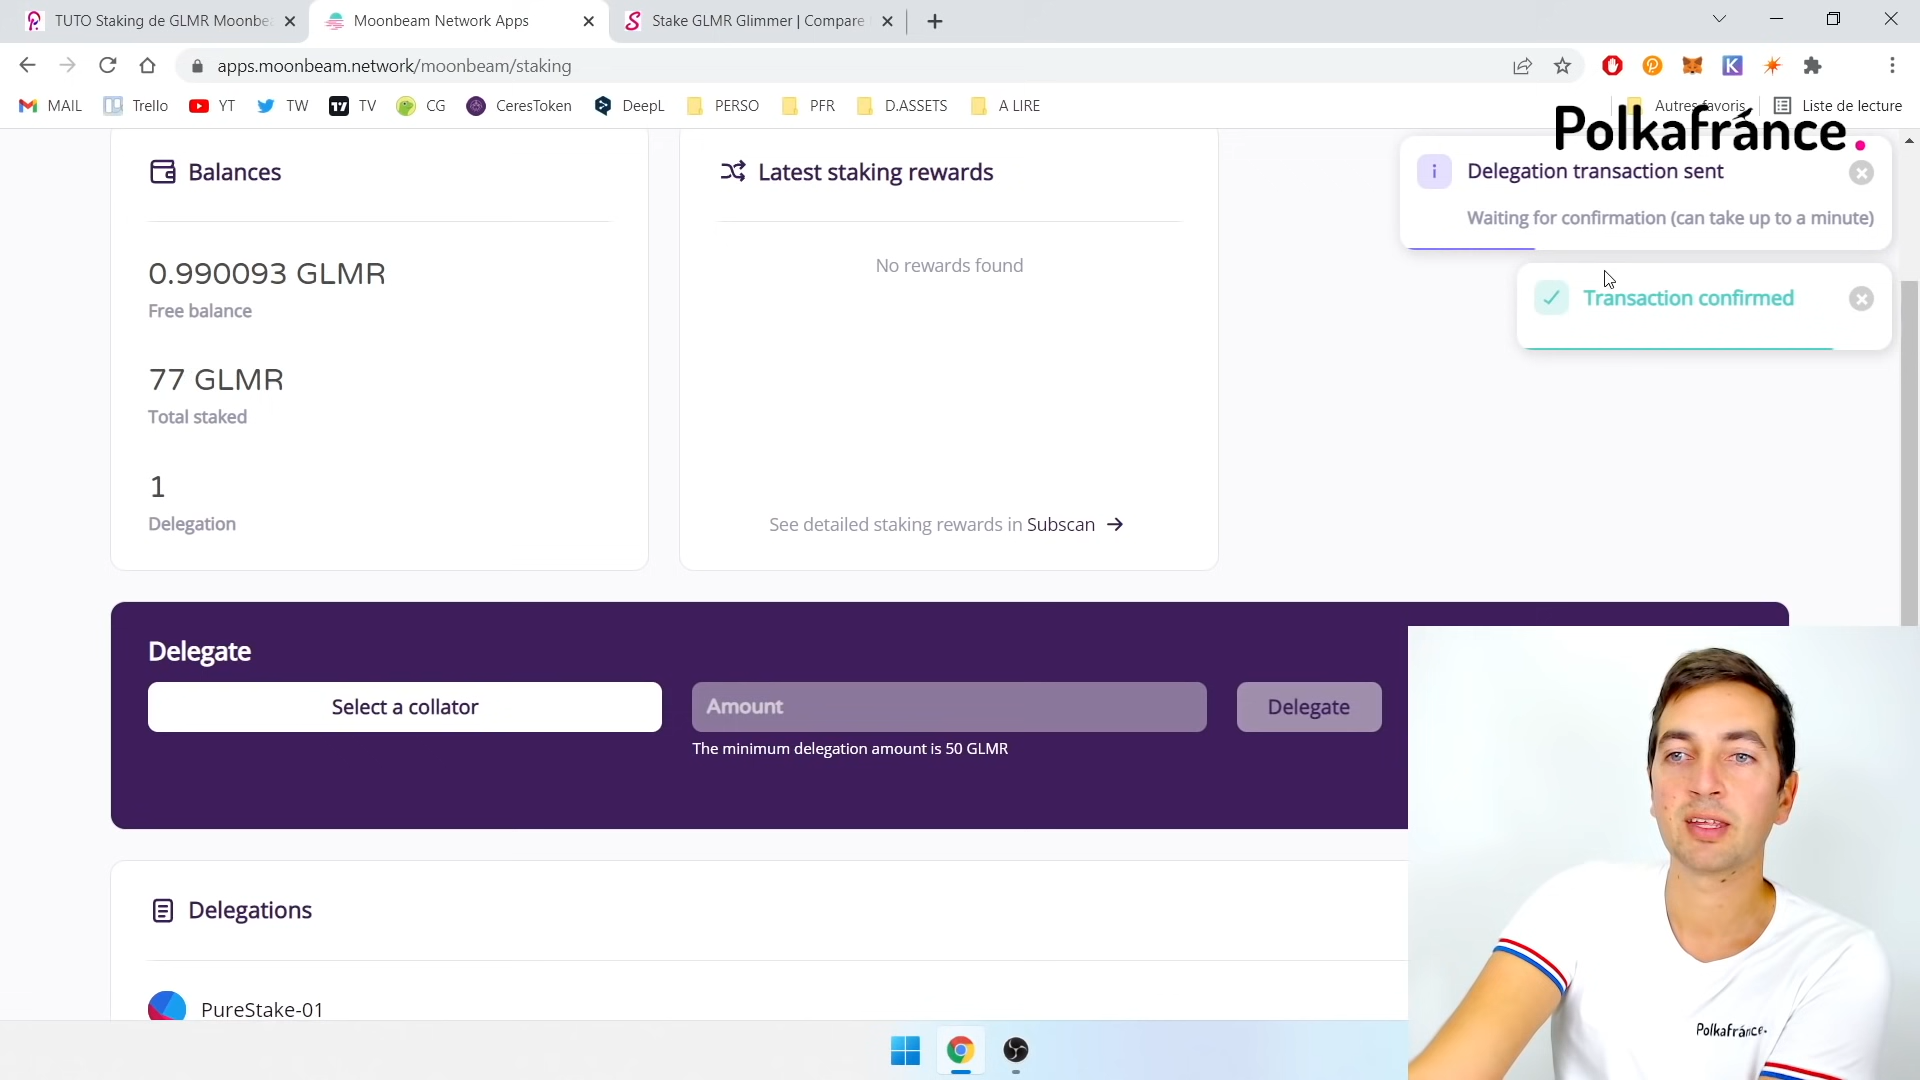 TUTO Staking de GLMR Moonbe
Moonbeam Network Apps
Stake GLMR Glimmer | Compare
apps.moonbeam.network/moonbeam/staking
MAIL
Trello
YT
TW
TV
CG
CeresToken
DeepL
PERSO
PFR
D.ASSETS
A LIRE
Autres favoris
Liste de lecture
Polkafránce.
Balances
0.990093 GLMR
Free balance
77 GLMR
Total staked
1
Delegation
Latest staking rewards
No rewards found
See detailed staking rewards in Subscan →
Delegation transaction sent
Waiting for confirmation (can take up to a minute)
Transaction confirmed
Delegate
Select a collator
Amount
Delegate
The minimum delegation amount is 50 GLMR
Delegations
PureStake-01
Polkafránce.